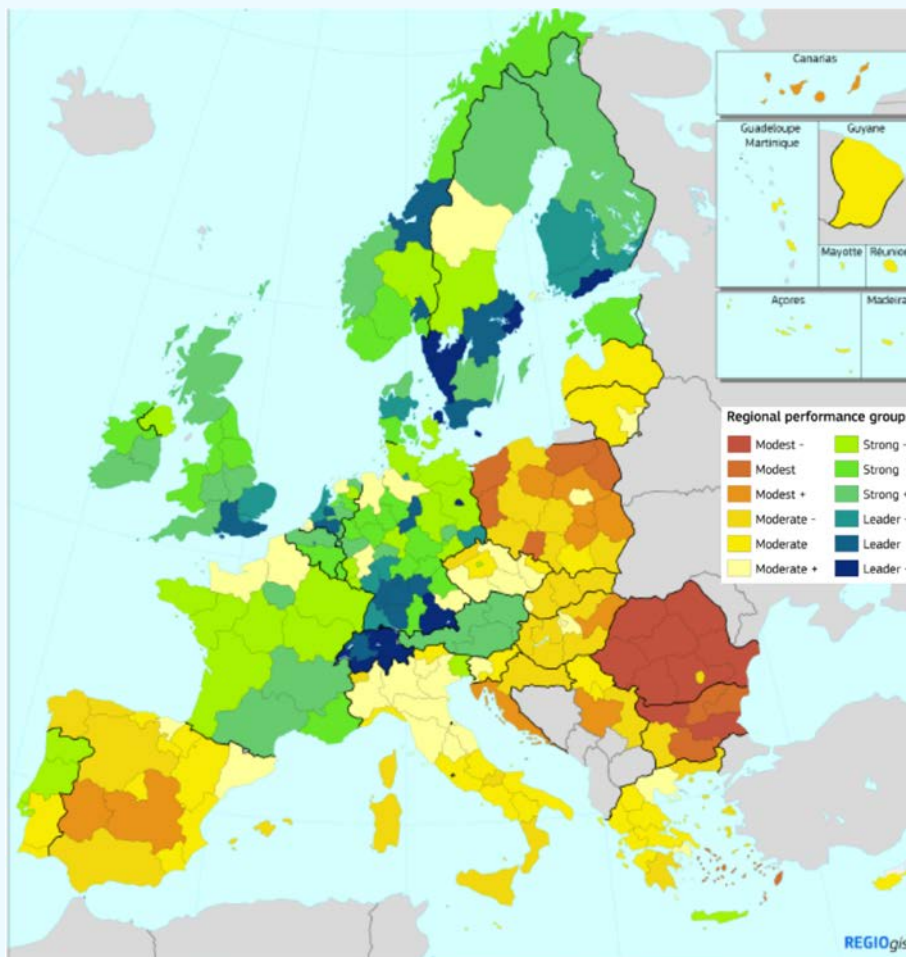 Canarias
Guadeloupe
Martinique
Guyane
Mayotte
Réunion
Açores
Madeira
Regional performance group
Modest -
Modest
Modest +
Moderate -
Moderate
Moderate +
Strong -
Strong
Strong +
Leader -
Leader
Leader +
REGIOgis